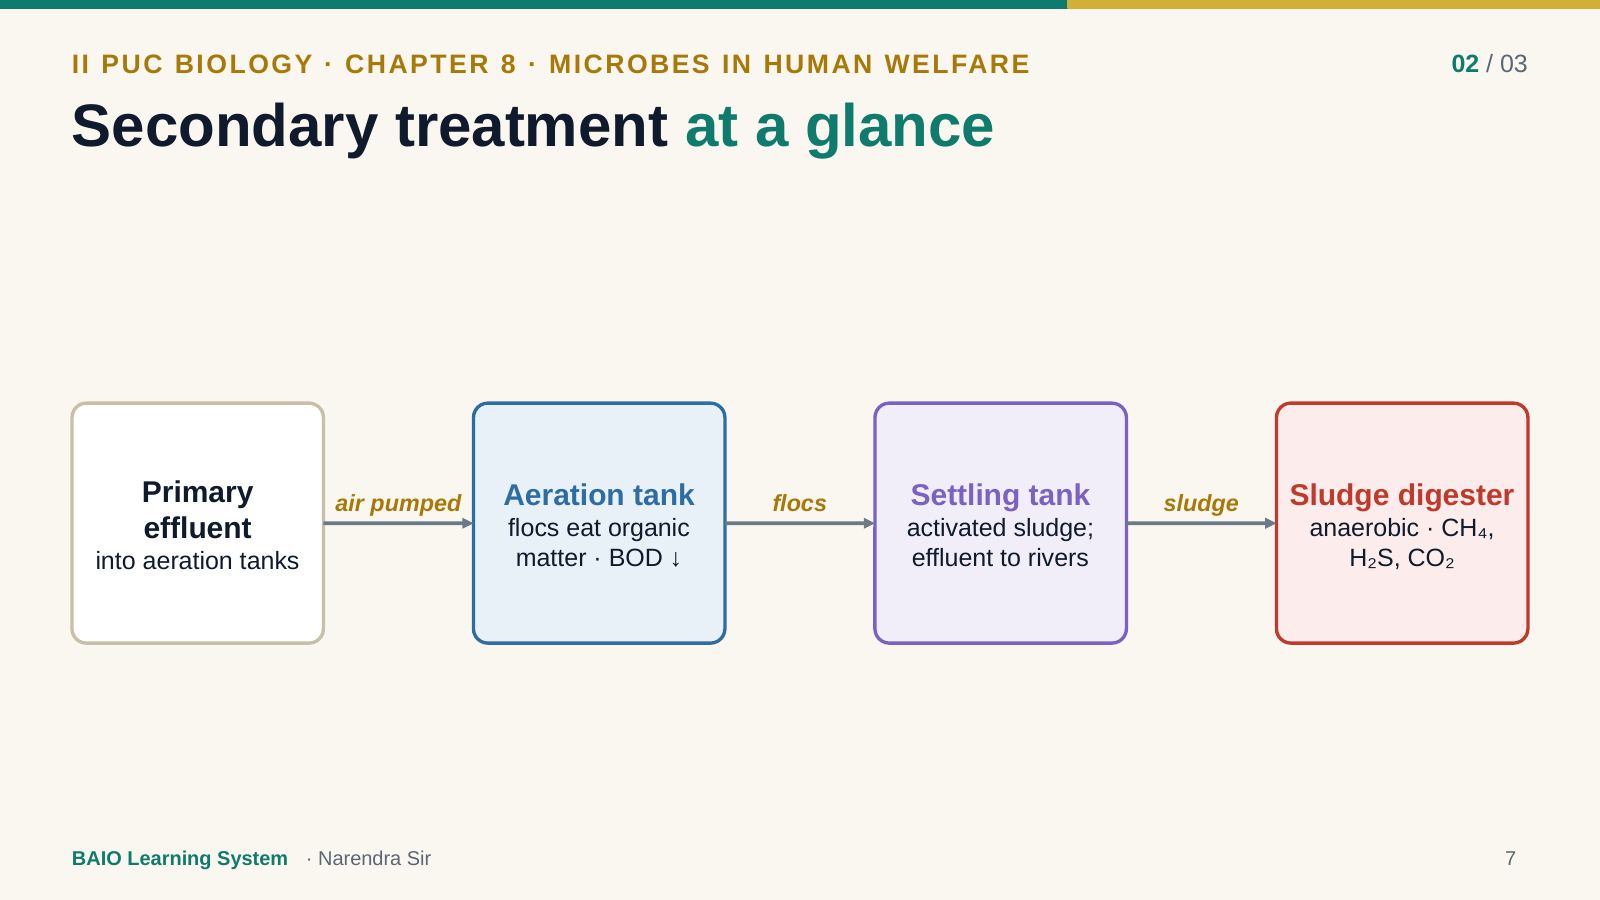 II PUC BIOLOGY · CHAPTER 8 · MICROBES IN HUMAN WELFARE
02 / 03
Secondary treatment at a glance
Primary
effluent
into aeration tanks
air pumped
Aeration tank
flocs eat organic
matter · BOD ↓
flocs
Settling tank
activated sludge;
effluent to rivers
sludge
Sludge digester
anaerobic · CH₄,
H₂S, CO₂
BAIO Learning System · Narendra Sir
7